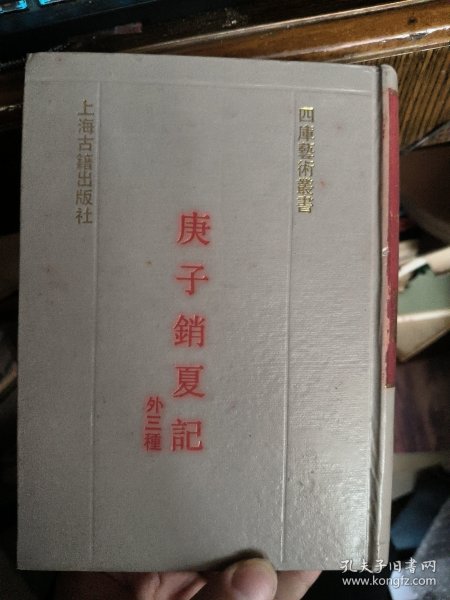 四庫藝術叢書
庚子銷夏記
外三種
上海古籍出版社
孔夫子旧书网
www.kongfz.com